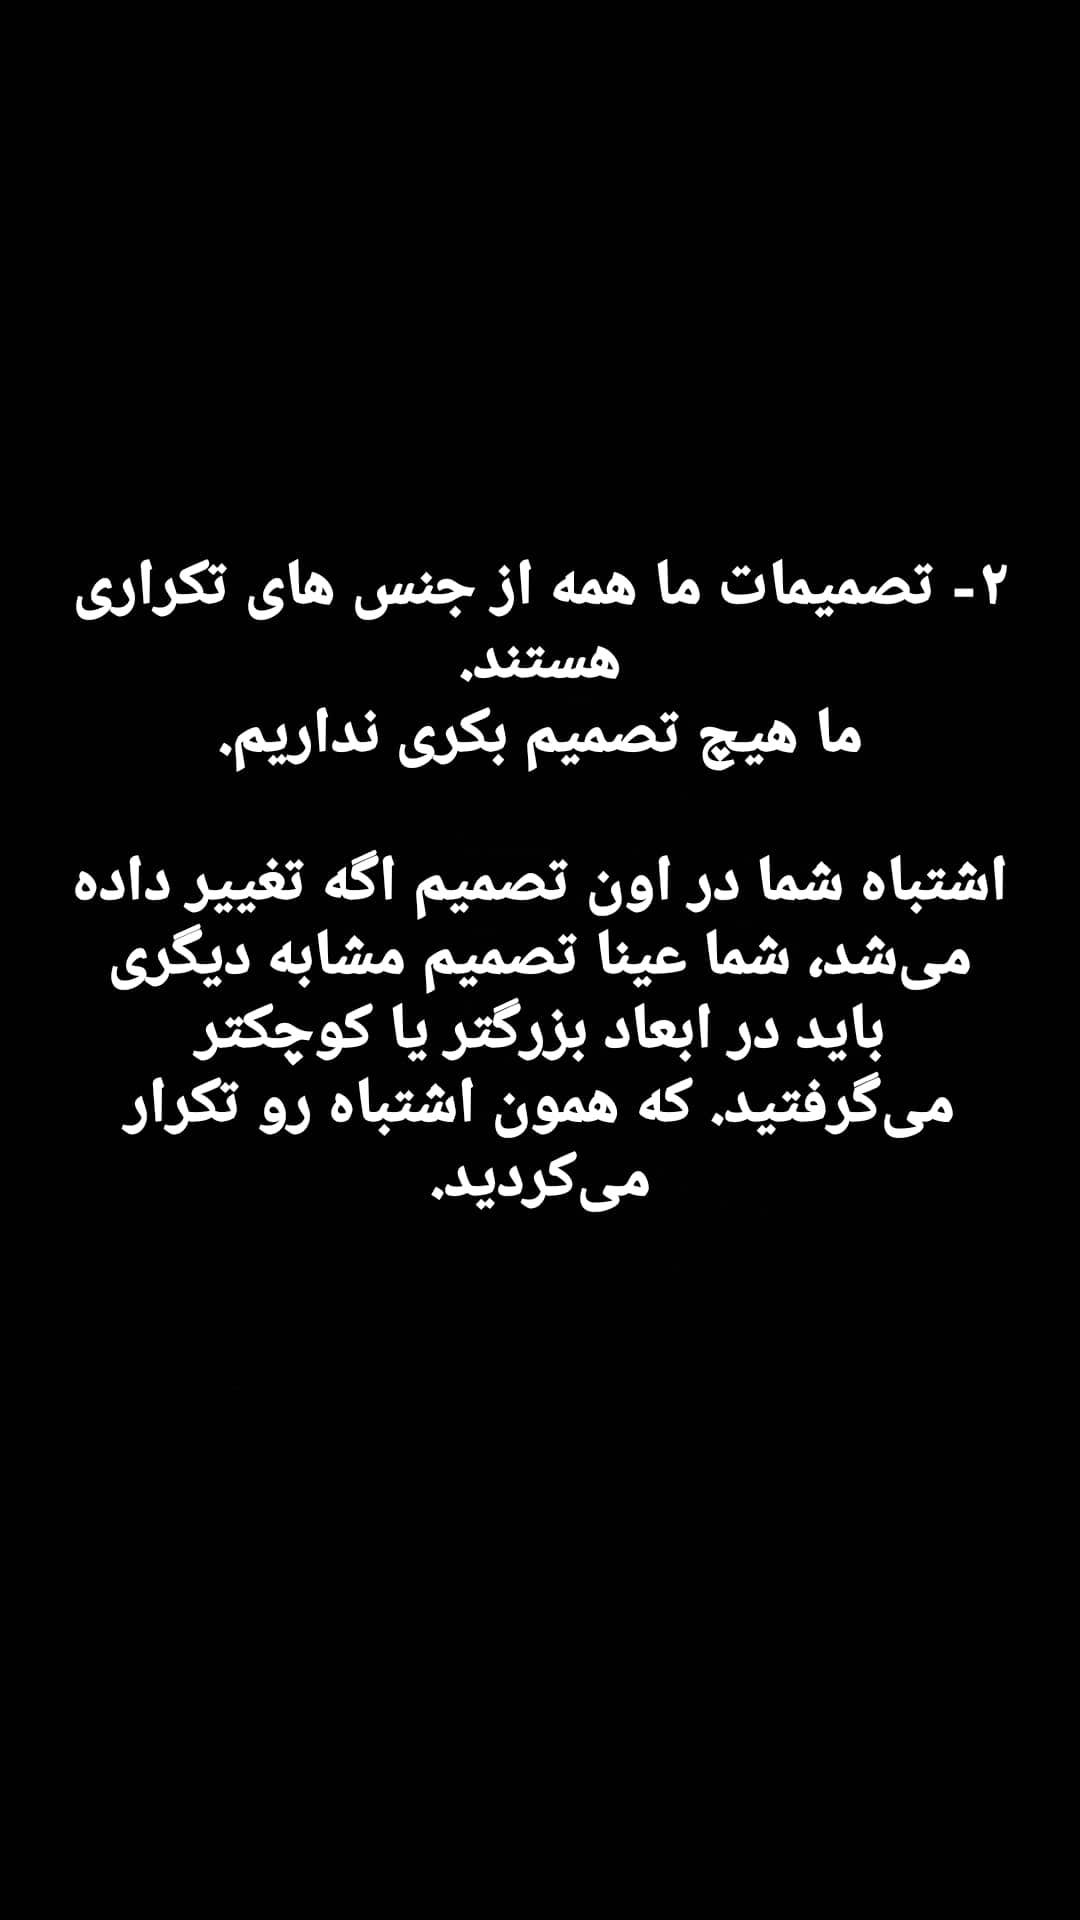 ۲- تصمیمات ما همه از جنس های تکراری
هستند.
ما هیچ تصمیم بکری نداریم.
اشتباه شما در اون تصمیم اگه تغییر داده
می‌شد، شما عینا تصمیم مشابه دیگری
باید در ابعاد بزرگتر یا کوچکتر
می‌گرفتید. که همون اشتباه رو تکرار
می‌کردید.